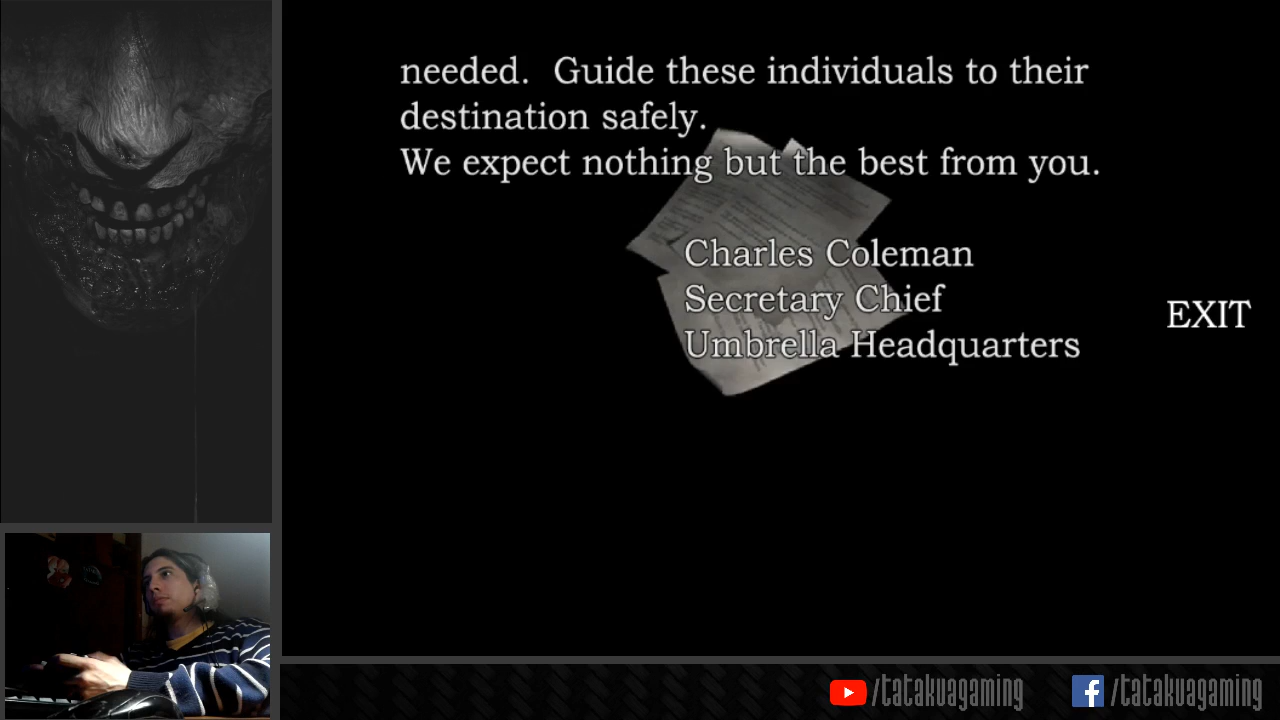 needed.  Guide these individuals to their
destination safely.
We expect nothing but the best from you.
Charles Coleman
Secretary Chief
Umbrella Headquarters
EXIT
/tatakuagaming
/tatakuagaming